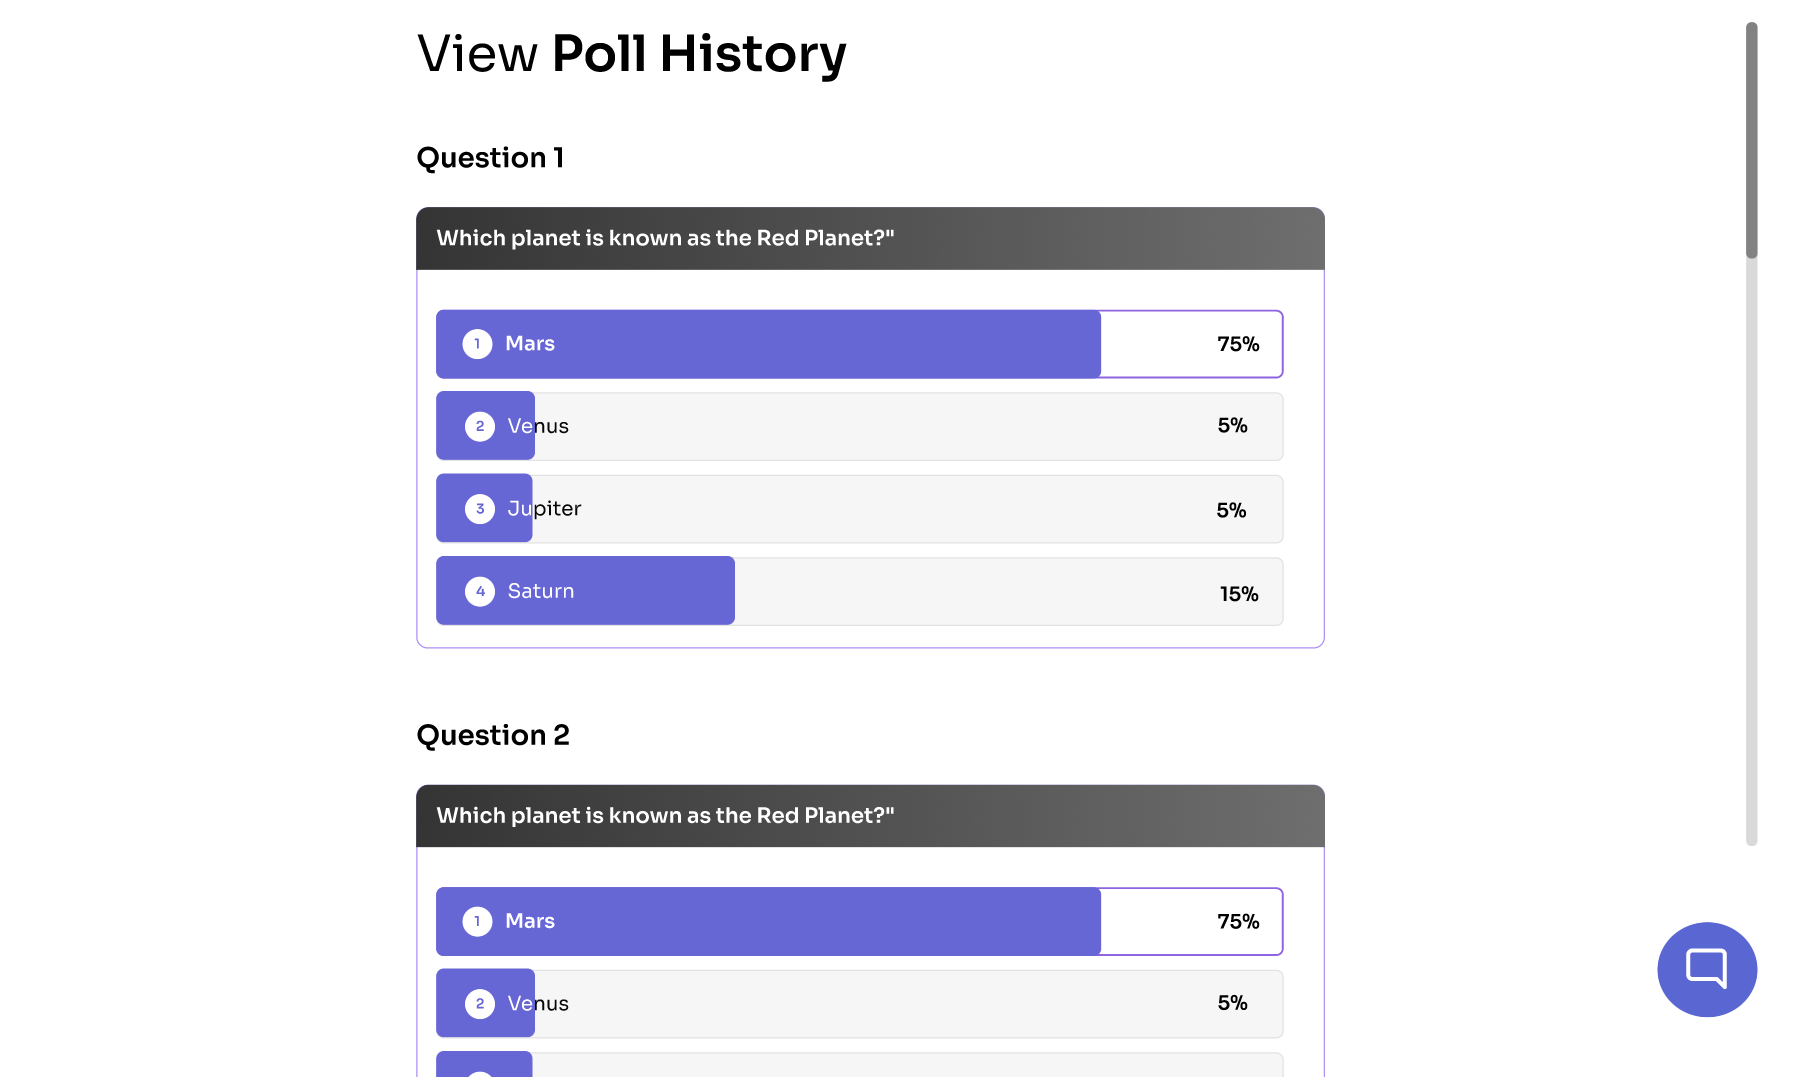 View Poll History
Question 1
Which planet is known as the Red Planet?"
1 Mars 75%
2 Venus 5%
3 Jupiter 5%
4 Saturn 15%
Question 2
Which planet is known as the Red Planet?"
1 Mars 75%
2 Venus 5%